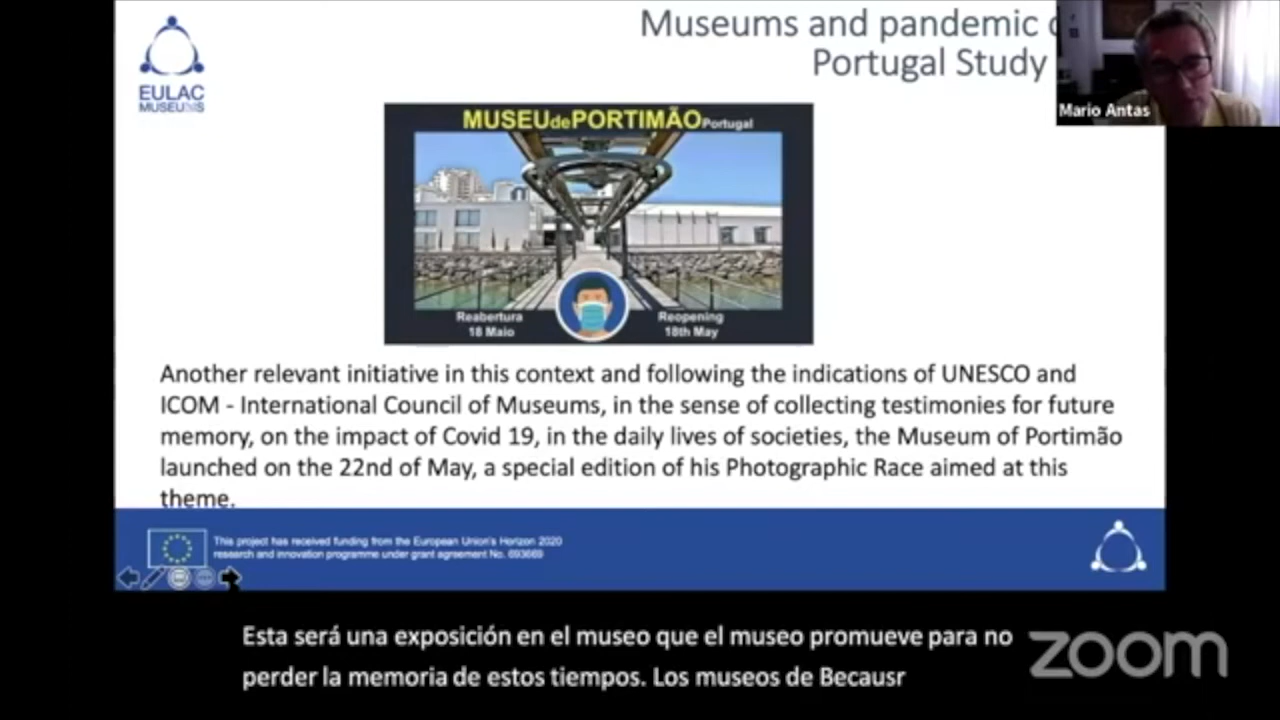 Museums and pandemic
Portugal Study
EULAC
MUSEUMS
Mario Antas
MUSEUdePORTIMÃO Portugal
Reabertura
18 Maio
Reopening
18th May
Another relevant initiative in this context and following the indications of UNESCO and
ICOM - International Council of Museums, in the sense of collecting testimonies for future
memory, on the impact of Covid 19, in the daily lives of societies, the Museum of Portimão
launched on the 22nd of May, a special edition of his Photographic Race aimed at this
theme.
This project has received funding from the European Union's Horizon 2020
research and innovation programme under grant agreement No. 693669
Esta será una exposición en el museo que el museo promueve para no
perder la memoria de estos tiempos. Los museos de Becausr
zoom